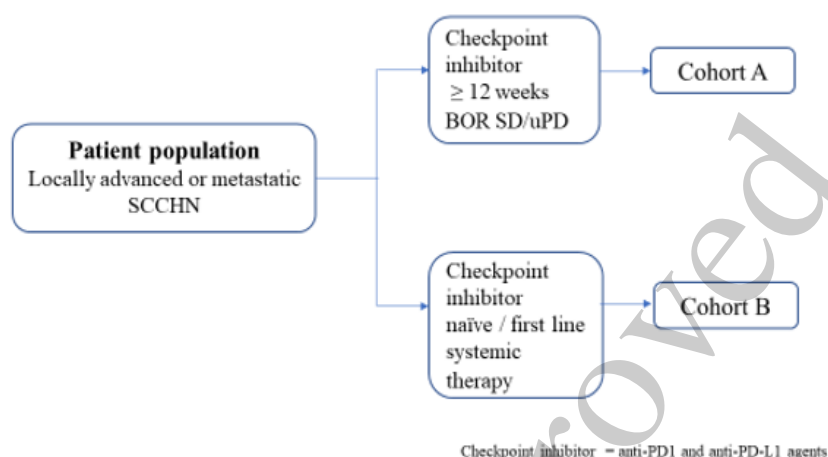 Checkpoint
inhibitor
≥ 12 weeks
BOR SD/uPD
Cohort A
Patient population
Locally advanced or metastatic
SCCHN
Checkpoint
inhibitor
naïve / first line
systemic
therapy
Cohort B
roved
Checkpoint inhibitor = anti-PD1 and anti-PD-L1 agents